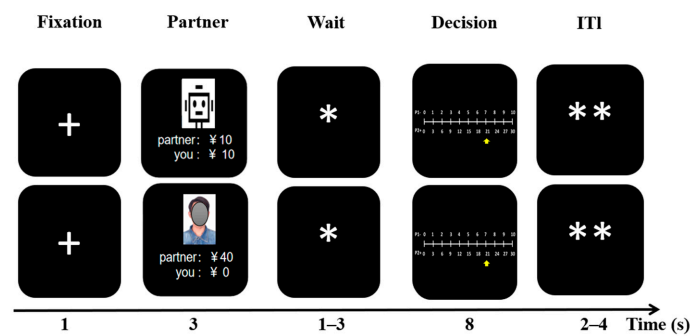 Fixation Partner Wait Decision ITI
+
partner: ¥10
you : ¥ 10
*
P1- 0 1 2 3 4 5 6 7 8 9 10
P2+ 0 3 6 9 12 15 18 21 24 27 30
* *
+
partner: ¥40
you : ¥ 0
*
P1- 0 1 2 3 4 5 6 7 8 9 10
P2+ 0 3 6 9 12 15 18 21 24 27 30
* *
1 3 1–3 8 2–4 Time (s)